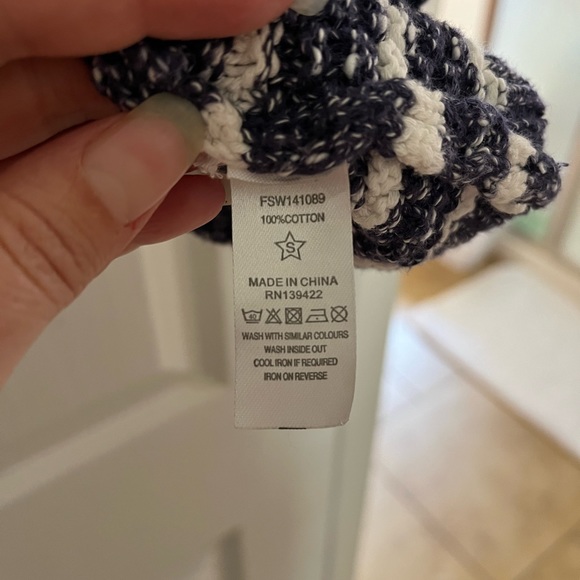 FSW141089
100%COTTON
S
MADE IN CHINA
RN139422
40
WASH WITH SIMILAR COLOURS
WASH INSIDE OUT
COOL IRON IF REQUIRED
IRON ON REVERSE